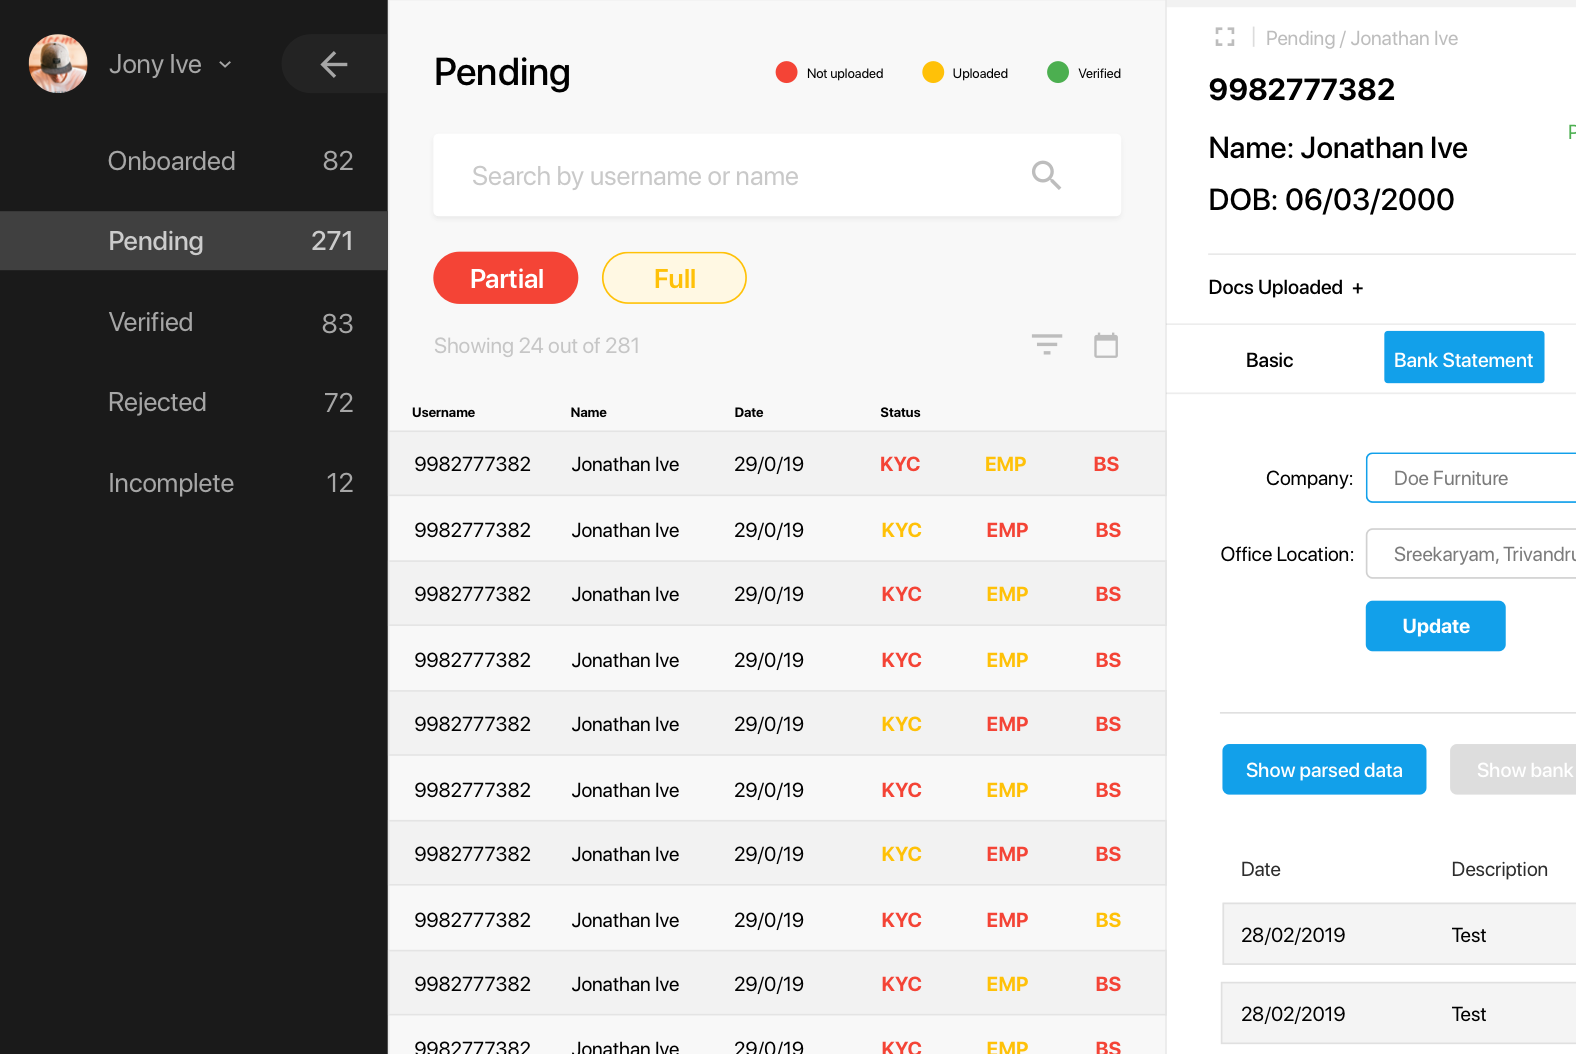 Jony Ive
Onboarded 82
Pending 271
Verified 83
Rejected 72
Incomplete 12
Pending
Not uploaded Uploaded Verified
Search by username or name
Partial Full
Showing 24 out of 281
Username Name Date Status
9982777382 Jonathan Ive 29/0/19 KYC EMP BS
9982777382 Jonathan Ive 29/0/19 KYC EMP BS
9982777382 Jonathan Ive 29/0/19 KYC EMP BS
9982777382 Jonathan Ive 29/0/19 KYC EMP BS
9982777382 Jonathan Ive 29/0/19 KYC EMP BS
9982777382 Jonathan Ive 29/0/19 KYC EMP BS
9982777382 Jonathan Ive 29/0/19 KYC EMP BS
9982777382 Jonathan Ive 29/0/19 KYC EMP BS
9982777382 Jonathan Ive 29/0/19 KYC EMP BS
9982777382 Jonathan Ive 29/0/19 KYC EMP BS
Pending / Jonathan Ive
9982777382
Name: Jonathan Ive
DOB: 06/03/2000
Docs Uploaded +
Basic Bank Statement
Company: Doe Furniture
Office Location: Sreekaryam, Trivandru
Update
Show parsed data Show bank
Date Description
28/02/2019 Test
28/02/2019 Test